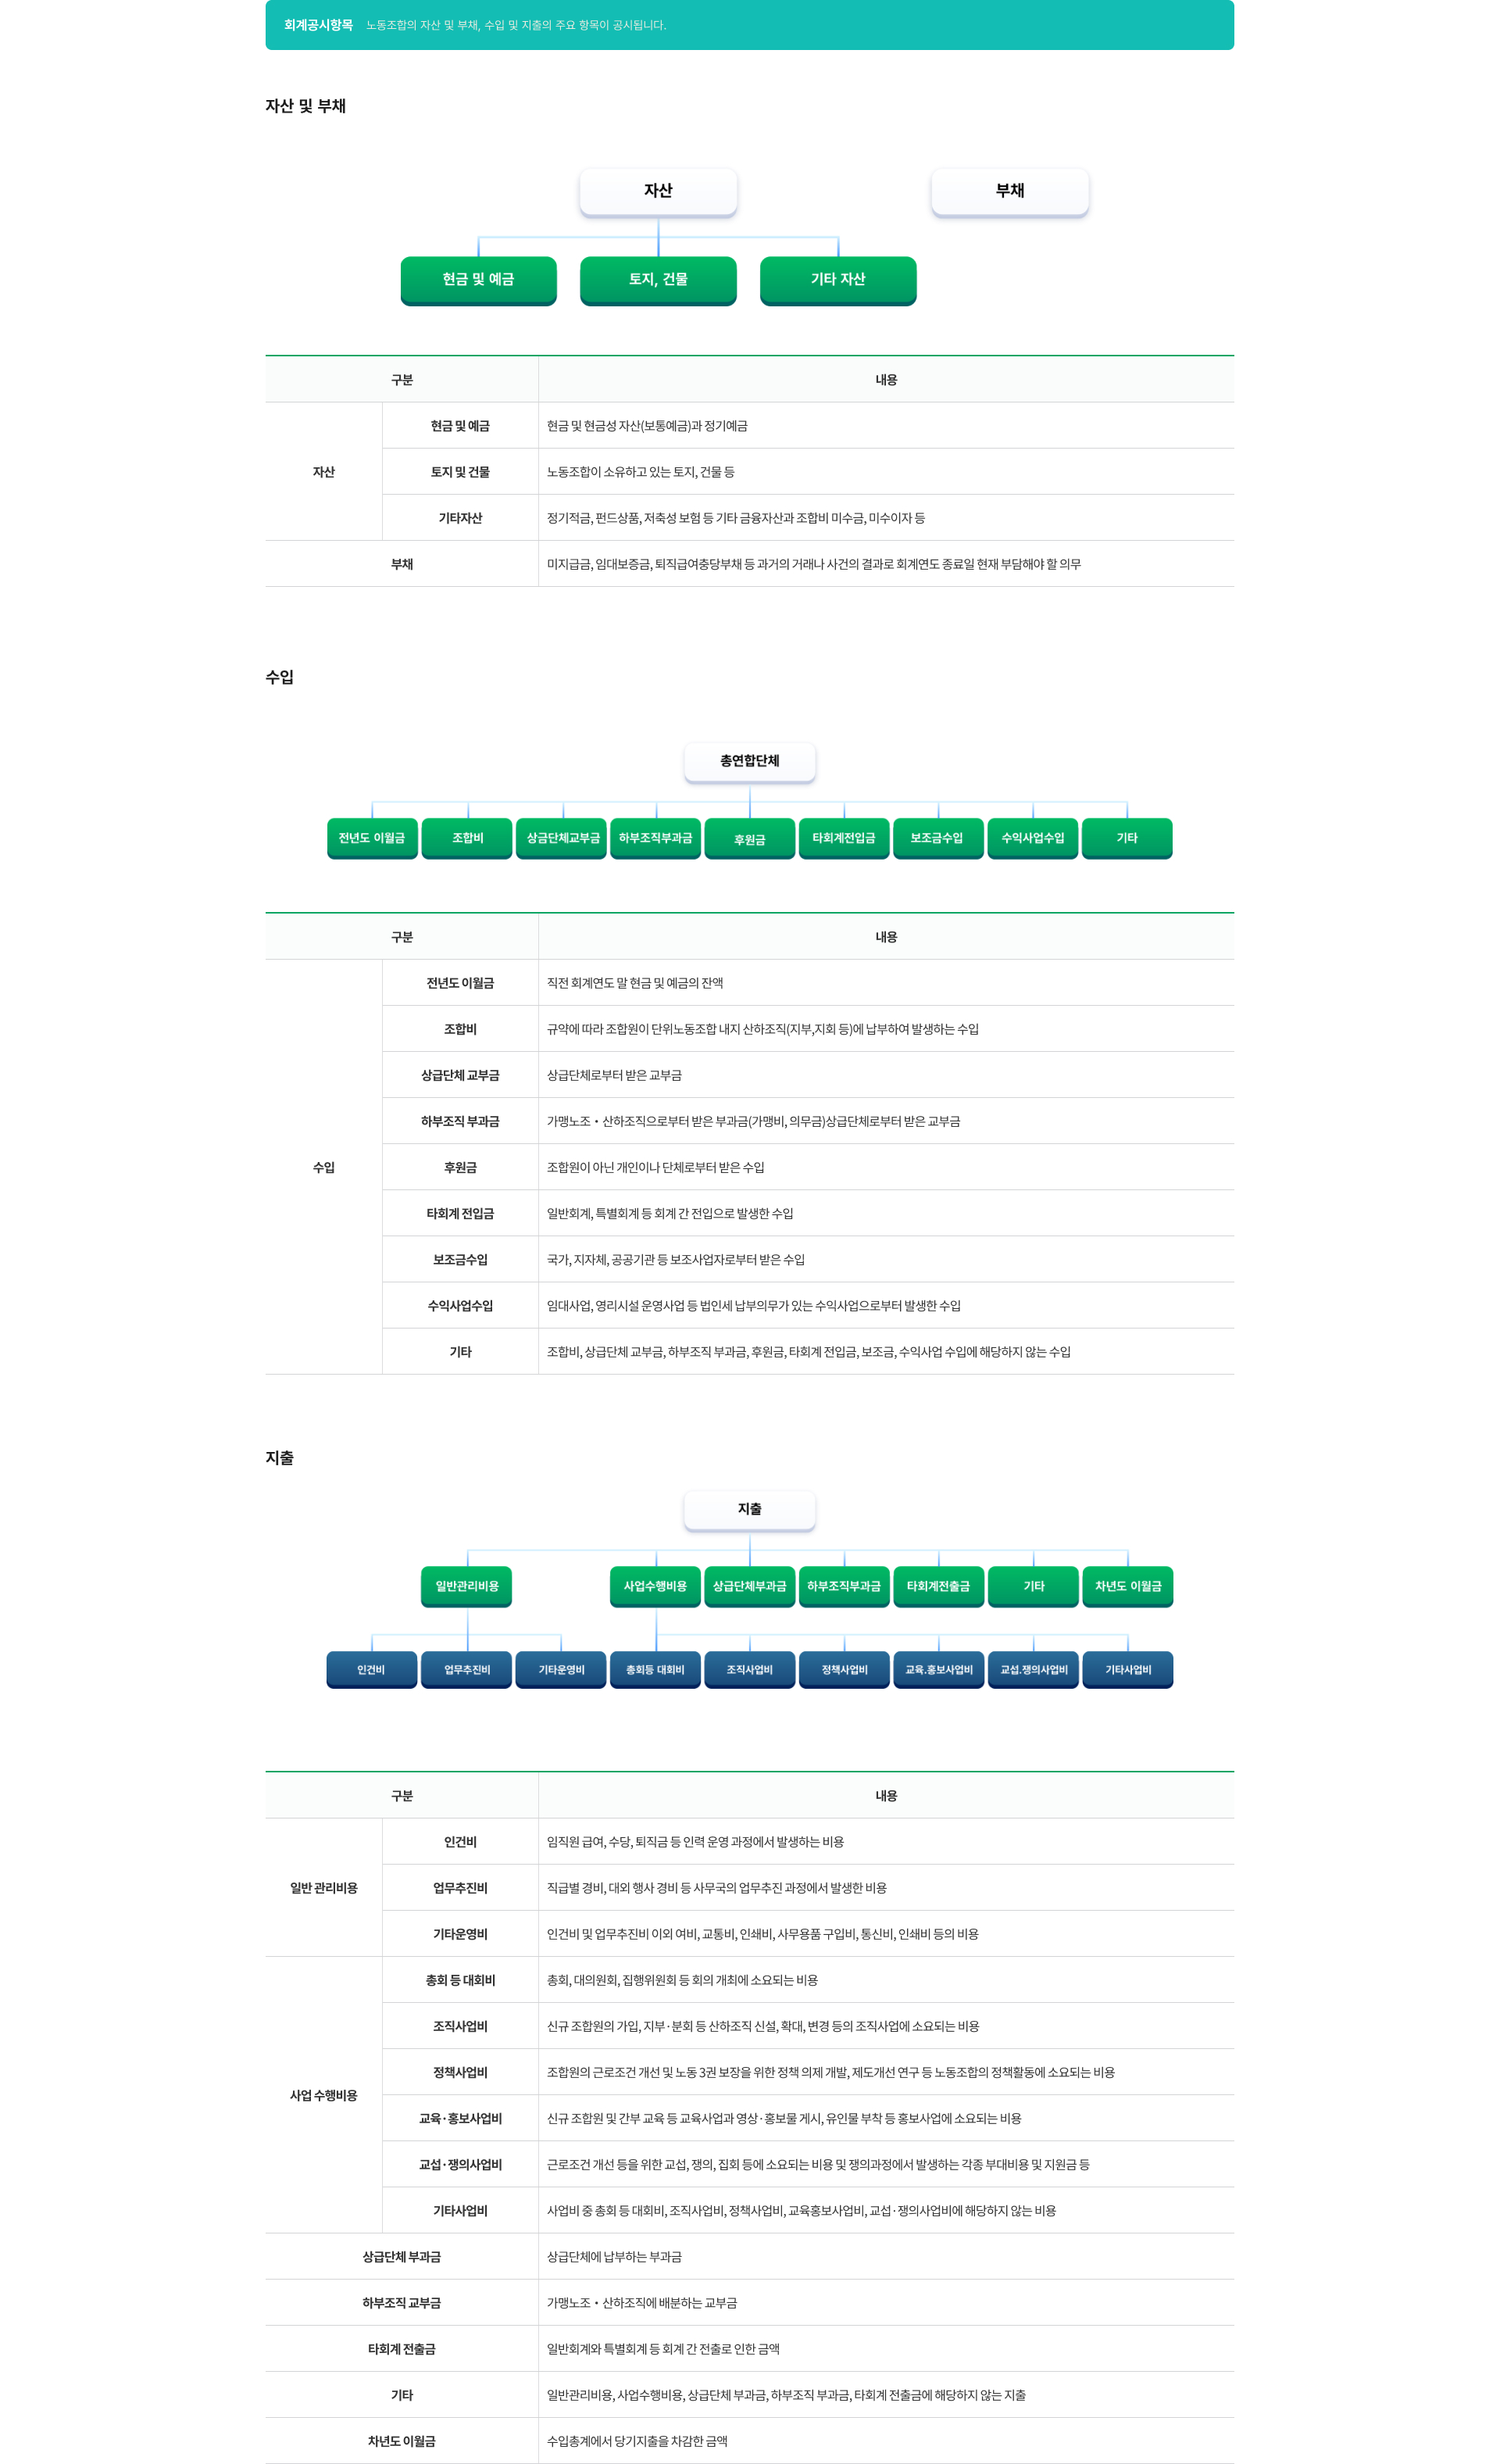 회계공시항목 노동조합의 자산 및 부채, 수입 및 지출의 주요 항목이 공시됩니다.
자산 및 부채
자산 부채
현금 및 예금 토지, 건물 기타 자산
구분 내용
현금 및 예금 현금 및 현금성 자산(보통예금)과 정기예금
자산 토지 및 건물 노동조합이 소유하고 있는 토지, 건물 등
기타자산 정기적금, 펀드상품, 저축성 보험 등 기타 금융자산과 조합비 미수금, 미수이자 등
부채 미지급금, 임대보증금, 퇴직급여충당부채 등 과거의 거래나 사건의 결과로 회계연도 종료일 현재 부담해야 할 의무
수입
총연합단체
전년도 이월금 조합비 상금단체교부금 하부조직부과금 후원금 타회계전입금 보조금수입 수익사업수입 기타
구분 내용
전년도 이월금 직전 회계연도 말 현금 및 예금의 잔액
조합비 규약에 따라 조합원이 단위노동조합 내지 산하조직(지부,지회 등)에 납부하여 발생하는 수입
상급단체 교부금 상급단체로부터 받은 교부금
하부조직 부과금 가맹노조・산하조직으로부터 받은 부과금(가맹비, 의무금)상급단체로부터 받은 교부금
수입 후원금 조합원이 아닌 개인이나 단체로부터 받은 수입
타회계 전입금 일반회계, 특별회계 등 회계 간 전입으로 발생한 수입
보조금수입 국가, 지자체, 공공기관 등 보조사업자로부터 받은 수입
수익사업수입 임대사업, 영리시설 운영사업 등 법인세 납부의무가 있는 수익사업으로부터 발생한 수입
기타 조합비, 상급단체 교부금, 하부조직 부과금, 후원금, 타회계 전입금, 보조금, 수익사업 수입에 해당하지 않는 수입
지출
지출
일반관리비용 사업수행비용 상급단체부과금 하부조직부과금 타회계전출금 기타 차년도 이월금
인건비 업무추진비 기타운영비 총회등 대회비 조직사업비 정책사업비 교육.홍보사업비 교섭.쟁의사업비 기타사업비
구분 내용
인건비 임직원 급여, 수당, 퇴직금 등 인력 운영 과정에서 발생하는 비용
일반 관리비용 업무추진비 직급별 경비, 대외 행사 경비 등 사무국의 업무추진 과정에서 발생한 비용
기타운영비 인건비 및 업무추진비 이외 여비, 교통비, 인쇄비, 사무용품 구입비, 통신비, 인쇄비 등의 비용
총회 등 대회비 총회, 대의원회, 집행위원회 등 회의 개최에 소요되는 비용
조직사업비 신규 조합원의 가입, 지부·분회 등 산하조직 신설, 확대, 변경 등의 조직사업에 소요되는 비용
정책사업비 조합원의 근로조건 개선 및 노동 3권 보장을 위한 정책 의제 개발, 제도개선 연구 등 노동조합의 정책활동에 소요되는 비용
사업 수행비용
교육·홍보사업비 신규 조합원 및 간부 교육 등 교육사업과 영상·홍보물 게시, 유인물 부착 등 홍보사업에 소요되는 비용
교섭·쟁의사업비 근로조건 개선 등을 위한 교섭, 쟁의, 집회 등에 소요되는 비용 및 쟁의과정에서 발생하는 각종 부대비용 및 지원금 등
기타사업비 사업비 중 총회 등 대회비, 조직사업비, 정책사업비, 교육홍보사업비, 교섭·쟁의사업비에 해당하지 않는 비용
상급단체 부과금 상급단체에 납부하는 부과금
하부조직 교부금 가맹노조・산하조직에 배분하는 교부금
타회계 전출금 일반회계와 특별회계 등 회계 간 전출로 인한 금액
기타 일반관리비용, 사업수행비용, 상급단체 부과금, 하부조직 부과금, 타회계 전출금에 해당하지 않는 지출
차년도 이월금 수입총계에서 당기지출을 차감한 금액